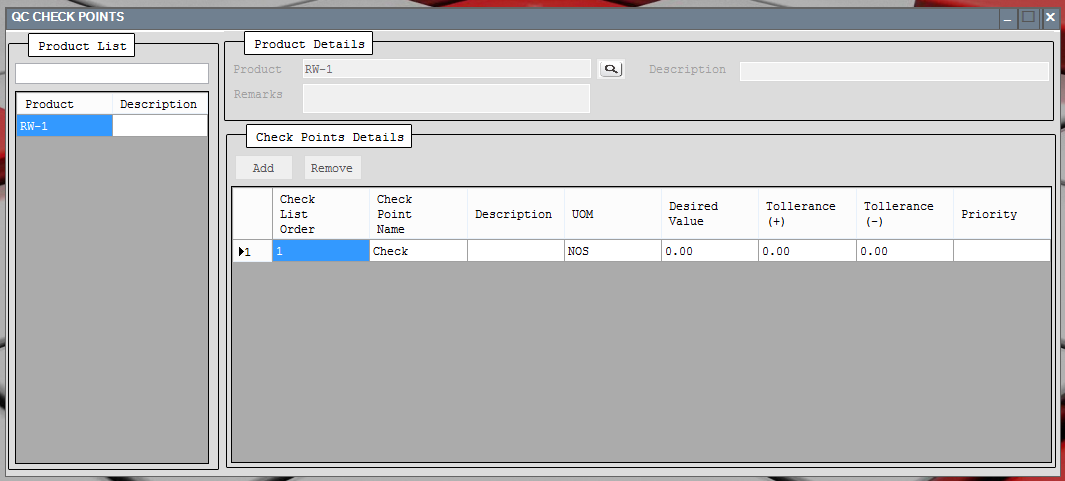 QC CHECK POINTS
Product List
Product Description
RW-1
Product Details
Product RW-1 Description
Remarks
Check Points Details
Add Remove
Check List Order Check Point Name Description UOM Desired Value Tollerance (+) Tollerance (-) Priority
1 1 Check NOS 0.00 0.00 0.00